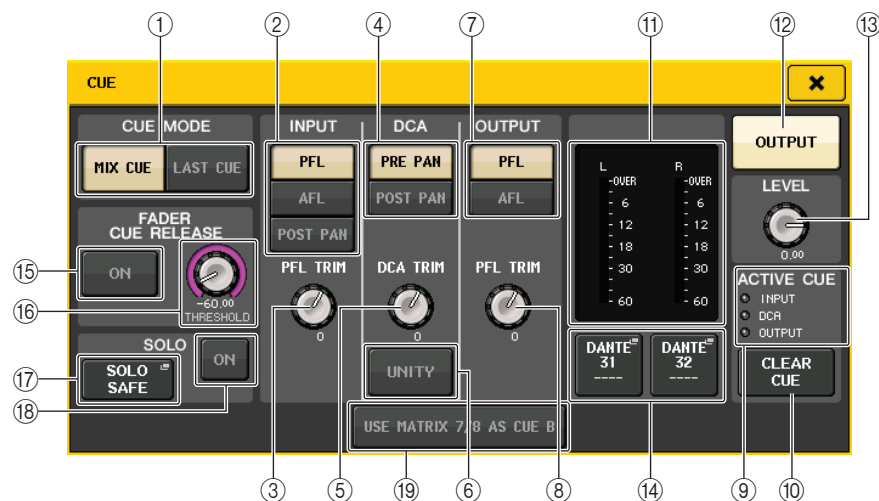 ① ② ④ ⑦ ⑪ ⑫ ⑬
CUE
CUE MODE
MIX CUE LAST CUE
FADER
CUE RELEASE
ON
-60.00
THRESHOLD
SOLO
SOLO
SAFE
ON
INPUT
PFL
AFL
POST PAN
PFL TRIM
0
DCA
PRE PAN
POST PAN
DCA TRIM
0
UNITY
OUTPUT
PFL
AFL
PFL TRIM
0
USE MATRIX 7/8 AS CUE B
L R
OVER OVER
6 6
12 12
18 18
30 30
60 60
DANTE
31
----
DANTE
32
----
OUTPUT
LEVEL
0.00
ACTIVE CUE
INPUT
DCA
OUTPUT
CLEAR
CUE
⑮
⑯
⑰
⑱
③ ⑤ ⑲ ⑥ ⑧ ⑭ ⑨ ⑩